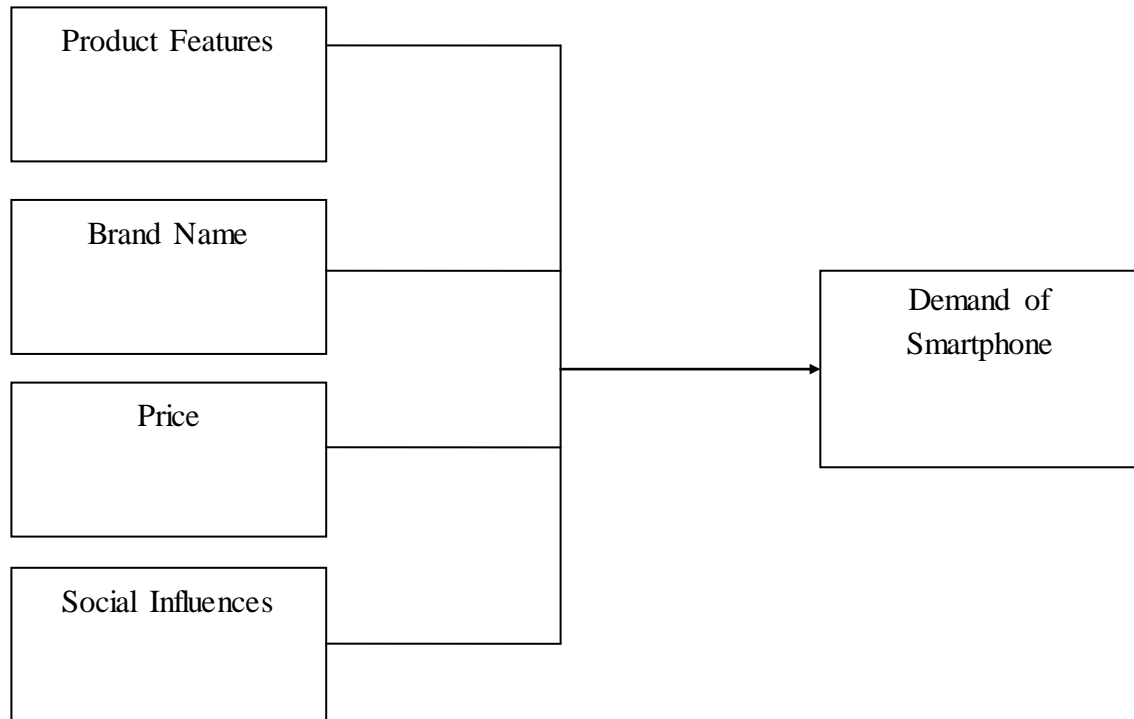 Product Features
Brand Name
Price
Social Influences
Demand of
Smartphone